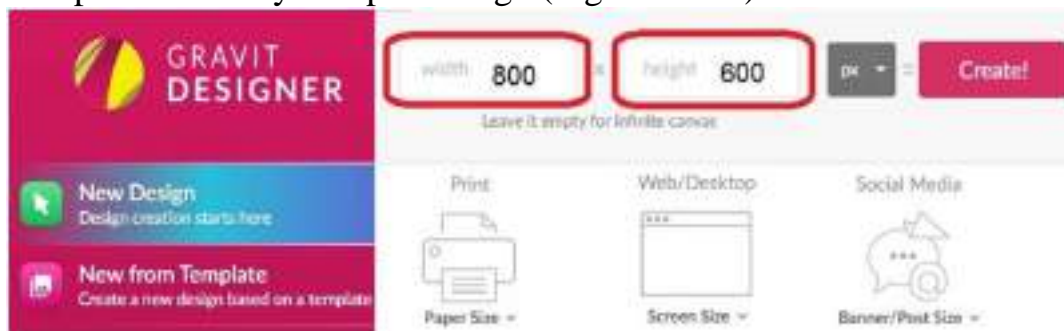 GRAVIT
DESIGNER
width 800 x height 600 px = Create!
Leave it empty for infinite canvas
New Design
Design creation starts here
New from Template
Create a new design based on a template
Print
Web/Desktop
Social Media
Paper Size
Screen Size
Banner/Post Size